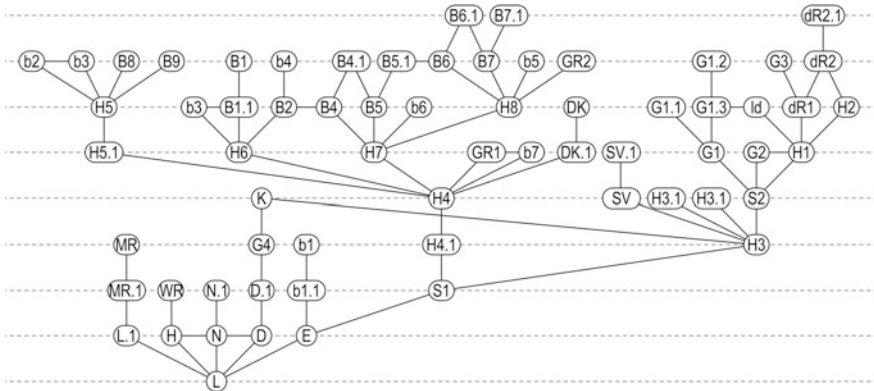 B6.1 B7.1 dR2.1
b2 b3 B8 B9 B1 b4 B4.1 B5.1 B6 B7 b5 GR2 G1.2 G3 dR2
H5 b3 B1.1 B2 B4 B5 b6 H8 DK G1.1 G1.3 Id dR1 H2
H5.1 H6 H7 GR1 b7 DK.1 SV.1 G1 G2 H1
K H4 SV H3.1 H3.1 S2
MR G4 b1 H4.1 H3
MR.1 WR N.1 D.1 b1.1 S1
L.1 H N D E
L